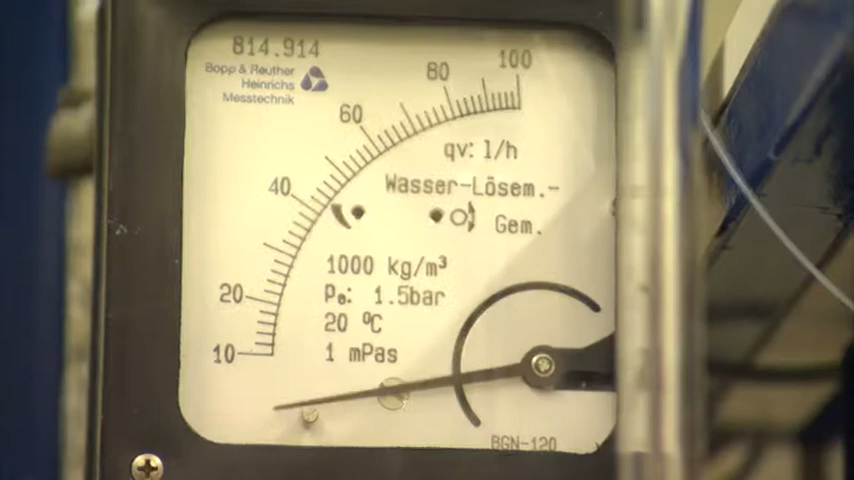 814.914
Bopp & Reuther
Heinrichs
Messtechnik
100
80
60
40
20
10
qv: l/h
Wasser-Lösem.-
Gem.
1000 kg/m³
Pₑ: 1.5bar
20 ºC
1 mPas
BGN-120